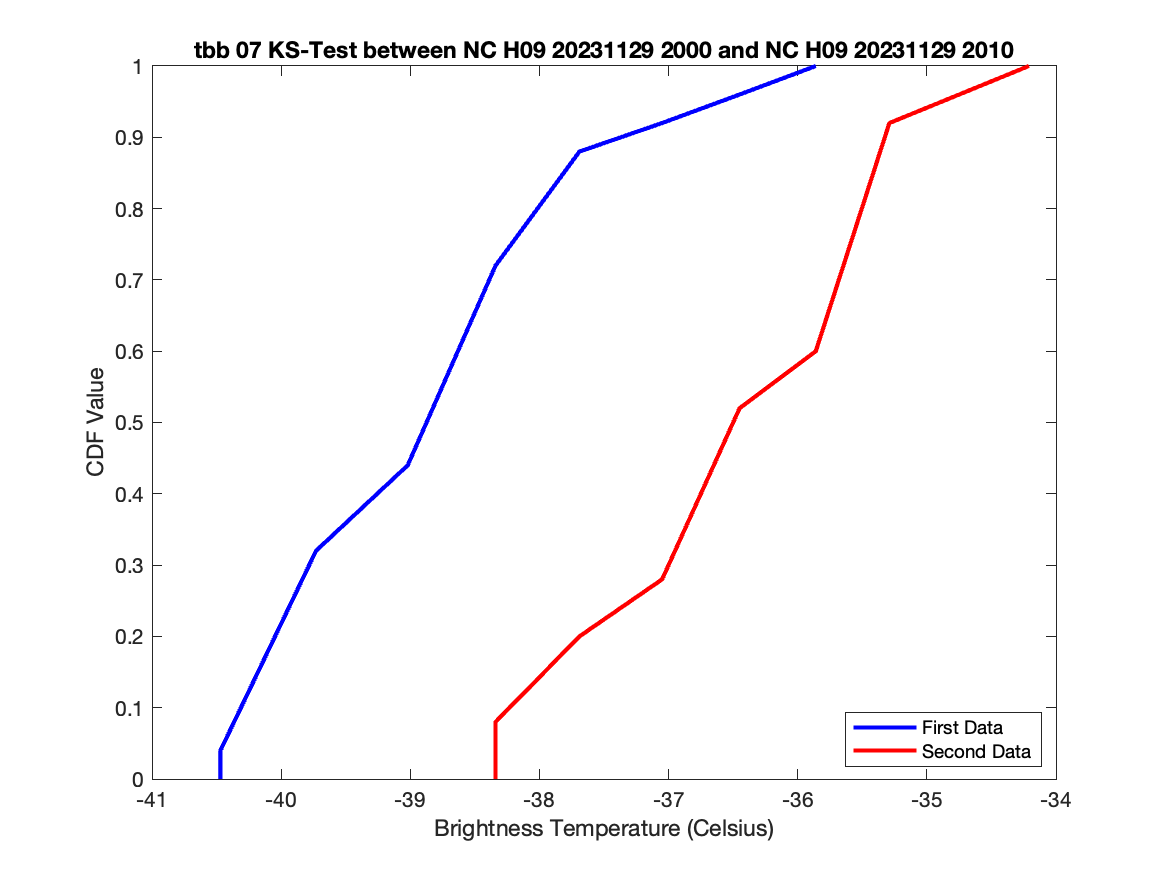 tbb 07 KS-Test between NC H09 20231129 2000 and NC H09 20231129 2010
1
0.9
0.8
0.7
0.6
0.5
0.4
0.3
0.2
0.1
0
CDF Value
First Data
Second Data
-41 -40 -39 -38 -37 -36 -35 -34
Brightness Temperature (Celsius)